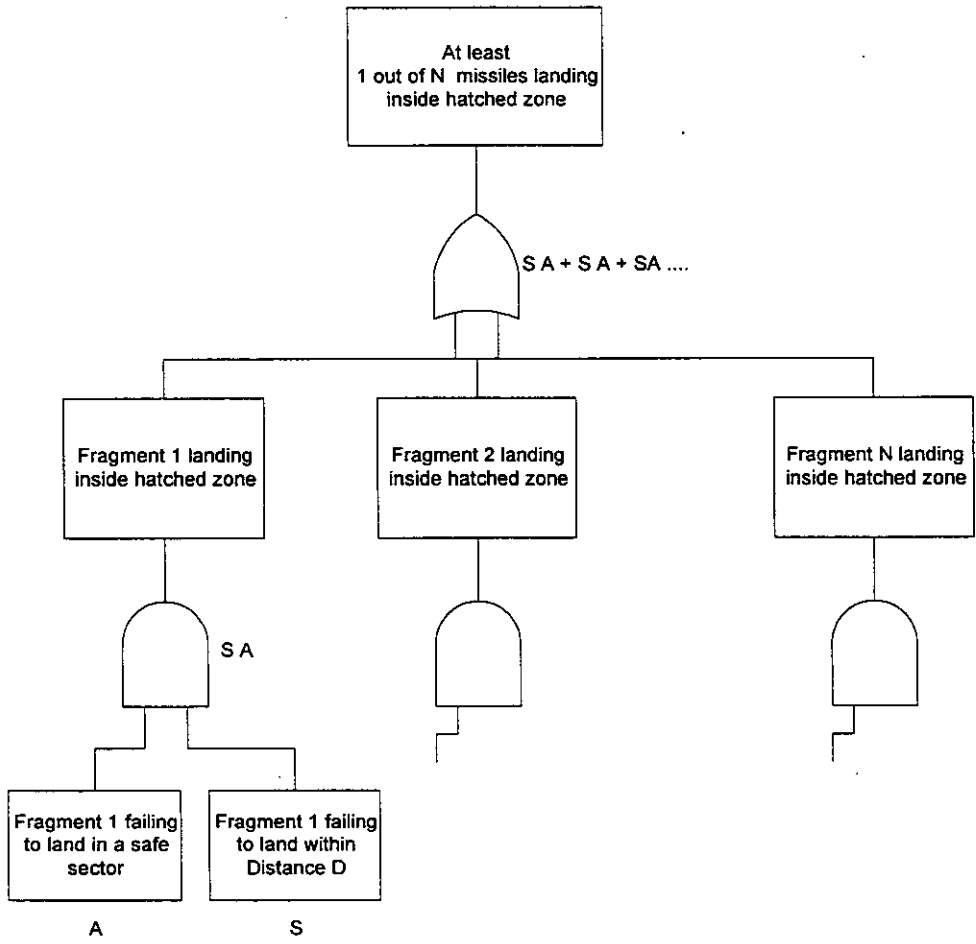 At least
1 out of N missiles landing
inside hatched zone
S A + S A + SA ....
Fragment 1 landing
inside hatched zone
Fragment 2 landing
inside hatched zone
Fragment N landing
inside hatched zone
S A
Fragment 1 failing
to land in a safe
sector
Fragment 1 failing
to land within
Distance D
A
S